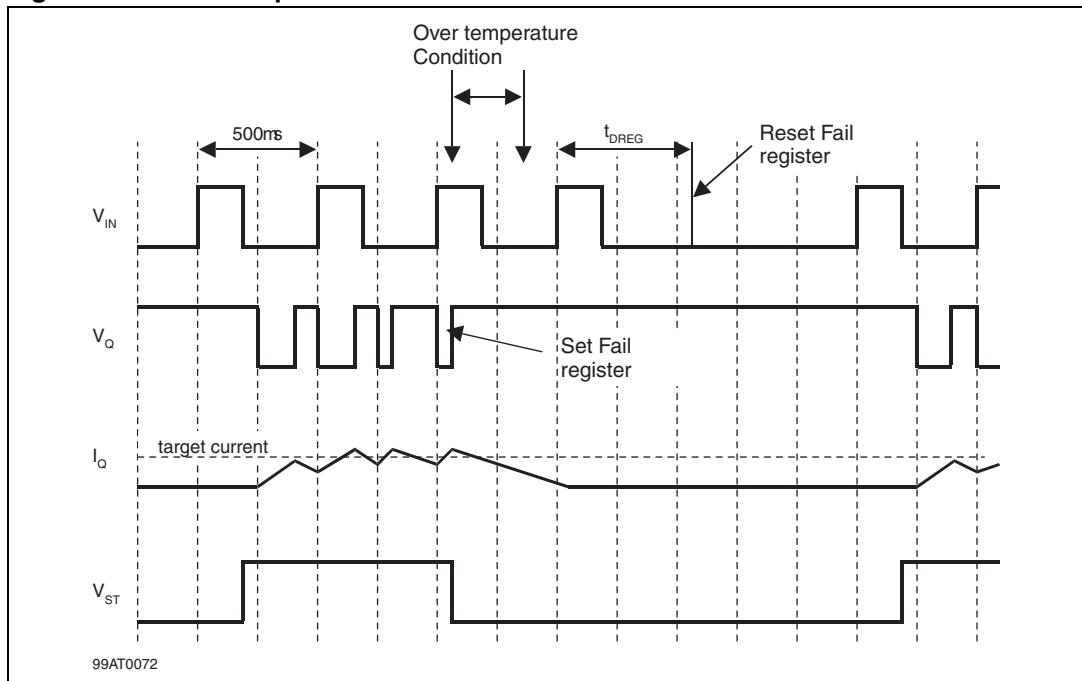 Over temperature
Condition
500ms
t_DREG
Reset Fail
register
V_IN
V_Q
Set Fail
register
target current
I_Q
V_ST
99AT0072